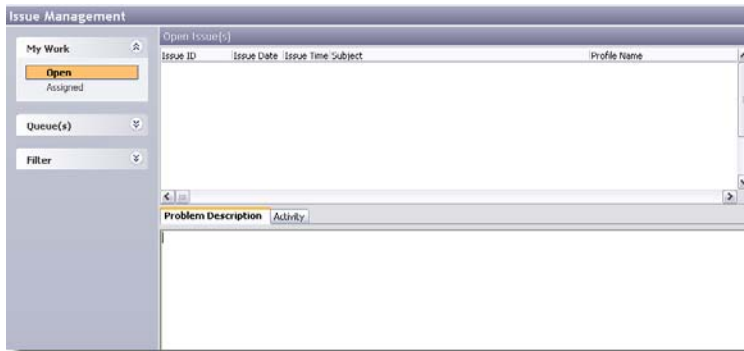 Issue Management
My Work
Open
Assigned
Queue(s)
Filter
Open Issue(s)
Issue ID Issue Date Issue Time Subject Profile Name
Problem Description Activity